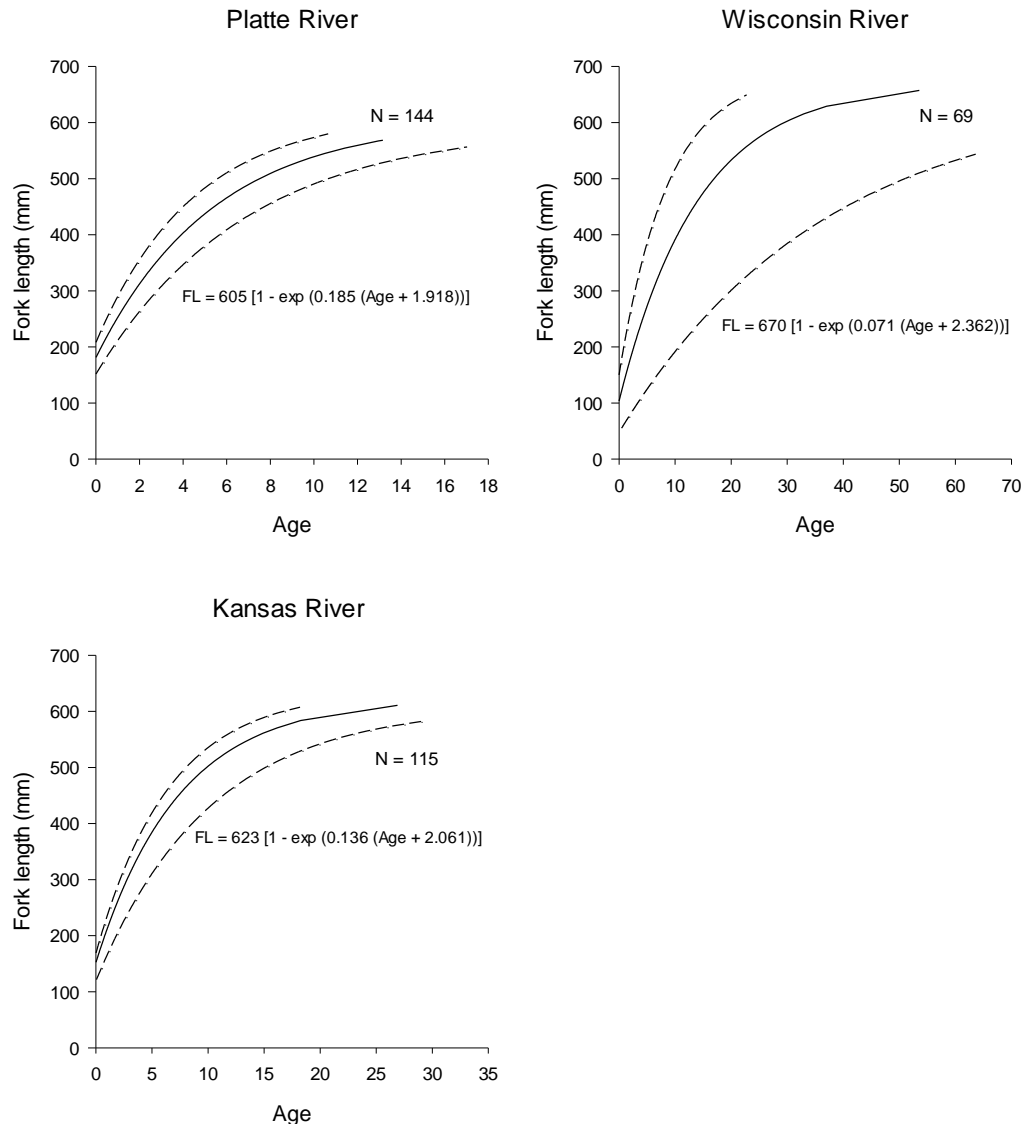 Platte River
700
600
500
400
300
200
100
0
Fork length (mm)
N = 144
FL = 605 [1 - exp (0.185 (Age + 1.918))]
0 2 4 6 8 10 12 14 16 18
Age
Wisconsin River
700
600
500
400
300
200
100
0
Fork length (mm)
N = 69
FL = 670 [1 - exp (0.071 (Age + 2.362))]
0 10 20 30 40 50 60 70
Age
Kansas River
700
600
500
400
300
200
100
0
Fork length (mm)
N = 115
FL = 623 [1 - exp (0.136 (Age + 2.061))]
0 5 10 15 20 25 30 35
Age